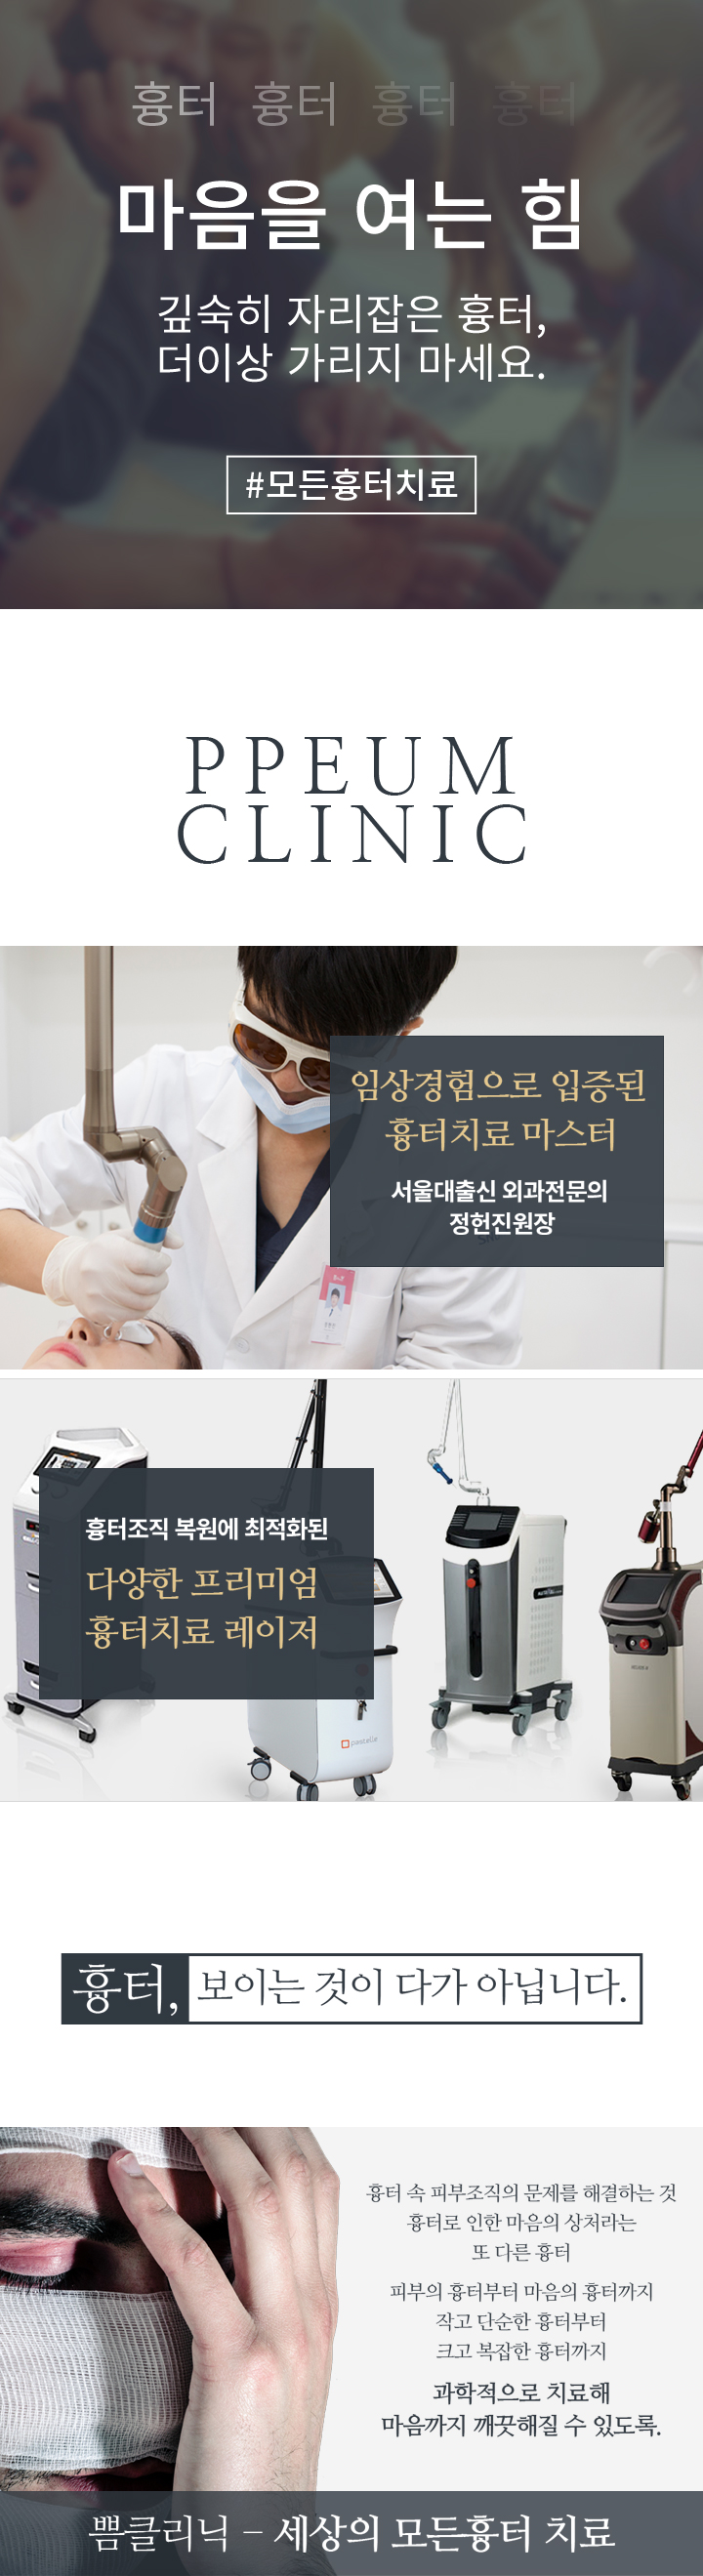 흉터 흉터 흉터 흉터
마음을 여는 힘
깊숙히 자리잡은 흉터,
더이상 가리지 마세요.
#모든흉터치료
PPEUM
CLINIC
임상경험으로 입증된
흉터치료 마스터
서울대출신 외과전문의
정헌진원장
흉터조직 복원에 최적화된
다양한 프리미엄
흉터치료 레이저
pastelle
흉터, 보이는 것이 다가 아닙니다.
흉터 속 피부조직의 문제를 해결하는 것
흉터로 인한 마음의 상처라는
또 다른 흉터
피부의 흉터부터 마음의 흉터까지
작고 단순한 흉터부터
크고 복잡한 흉터까지
과학적으로 치료해
마음까지 깨끗해질 수 있도록.
쁨클리닉 – 세상의 모든흉터 치료